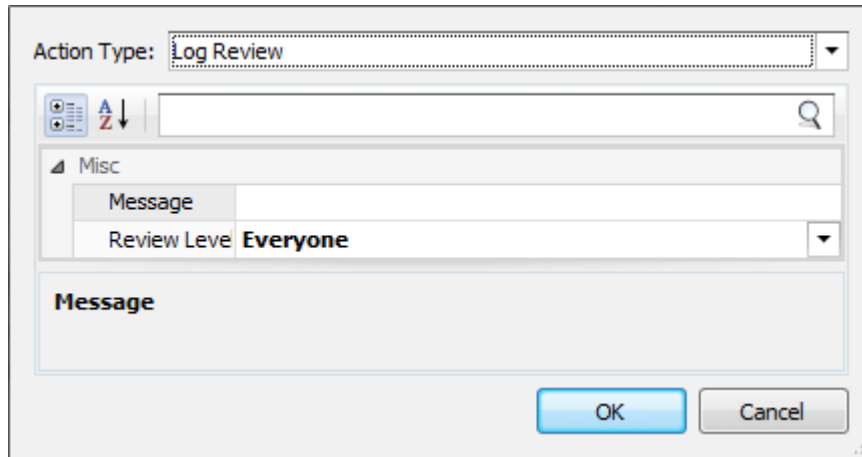 Action Type: Log Review
A
Z
Misc
Message
Review Leve Everyone
Message
OK Cancel